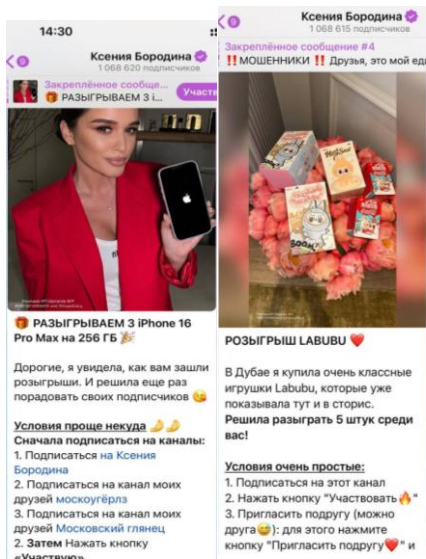 14:30
Ксения Бородина
1 068 620 подписчиков
9
Закреплённое сообще...
🎁 РАЗЫГРЫВАЕМ 3 i...
Участ
🎁 РАЗЫГРЫВАЕМ 3 iPhone 16
Pro Max на 256 ГБ 🎉
Дорогие, я увидела, как вам зашли
розыгрыши. И решила еще раз
порадовать своих подписчиков 😘
Условия проще некуда 🤌🤌
Сначала подписаться на каналы:
1. Подписаться на Ксения
Бородина
2. Подписаться на канал моих
друзей москоугёрлз
3. Подписаться на канал моих
друзей Московский глянец
2. Затем Нажать кнопку
«Участвую»
Ксения Бородина
1 068 615 подписчиков
9
Закреплённое сообщение #4
‼️МОШЕННИКИ ‼️ Друзья, это мой еди
BOOM
РОЗЫГРЫШ LABUBU ❤️
В Дубае я купила очень классные
игрушки Labubu, которые уже
показывала тут и в сторис.
Решила разыграть 5 штук среди
вас!
Условия очень простые:
1. Подписаться на этот канал
2. Нажать кнопку "Участвовать🔥"
3. Пригласить подругу (можно
друга😅): для этого нажмите
кнопку "Пригласить подругу❤️" и